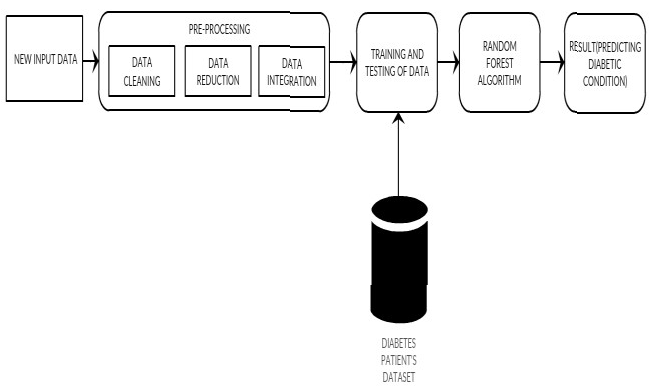 NEW INPUT DATA
PRE-PROCESSING
DATA
CLEANING
DATA
REDUCTION
DATA
INTEGRATION
TRAINING AND
TESTING OF DATA
RANDOM
FOREST
ALGORITHM
RESULT(PREDICTING
DIABETIC
CONDITION)
DIABETES
PATIENT'S
DATASET